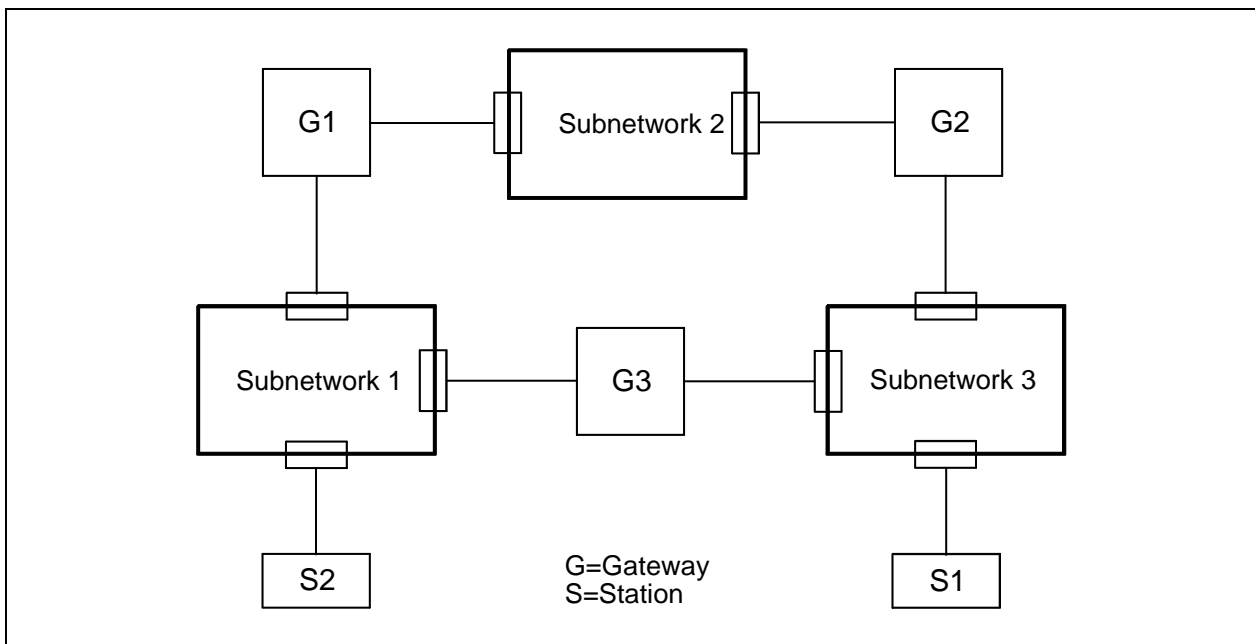 G1
Subnetwork 2
G2
Subnetwork 1
G3
Subnetwork 3
S2
G=Gateway
S=Station
S1